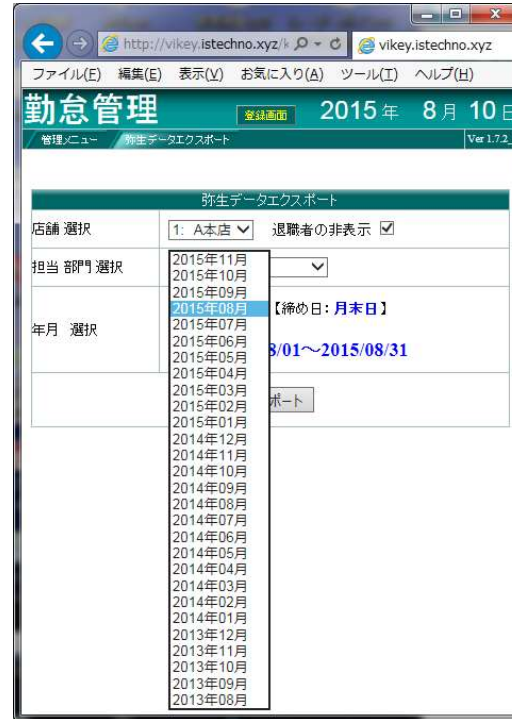 http://vikey.istechno.xyz/k
vikey.istechno.xyz
ファイル(F) 編集(E) 表示(V) お気に入り(A) ツール(T) ヘルプ(H)
勤怠管理 登録画面 2015年 8月 10日
管理メニュー 弥生データエクスポート Ver 1.7.2_
弥生データエクスポート
店舗 選択 1: A本店 退職者の非表示
担当 部門 選択
年月 選択
【締め日：月末日】
8/01～2015/08/31
ポート
2015年11月
2015年10月
2015年09月
2015年08月
2015年07月
2015年06月
2015年05月
2015年04月
2015年03月
2015年02月
2015年01月
2014年12月
2014年11月
2014年10月
2014年09月
2014年08月
2014年07月
2014年06月
2014年05月
2014年04月
2014年03月
2014年02月
2014年01月
2013年12月
2013年11月
2013年10月
2013年09月
2013年08月